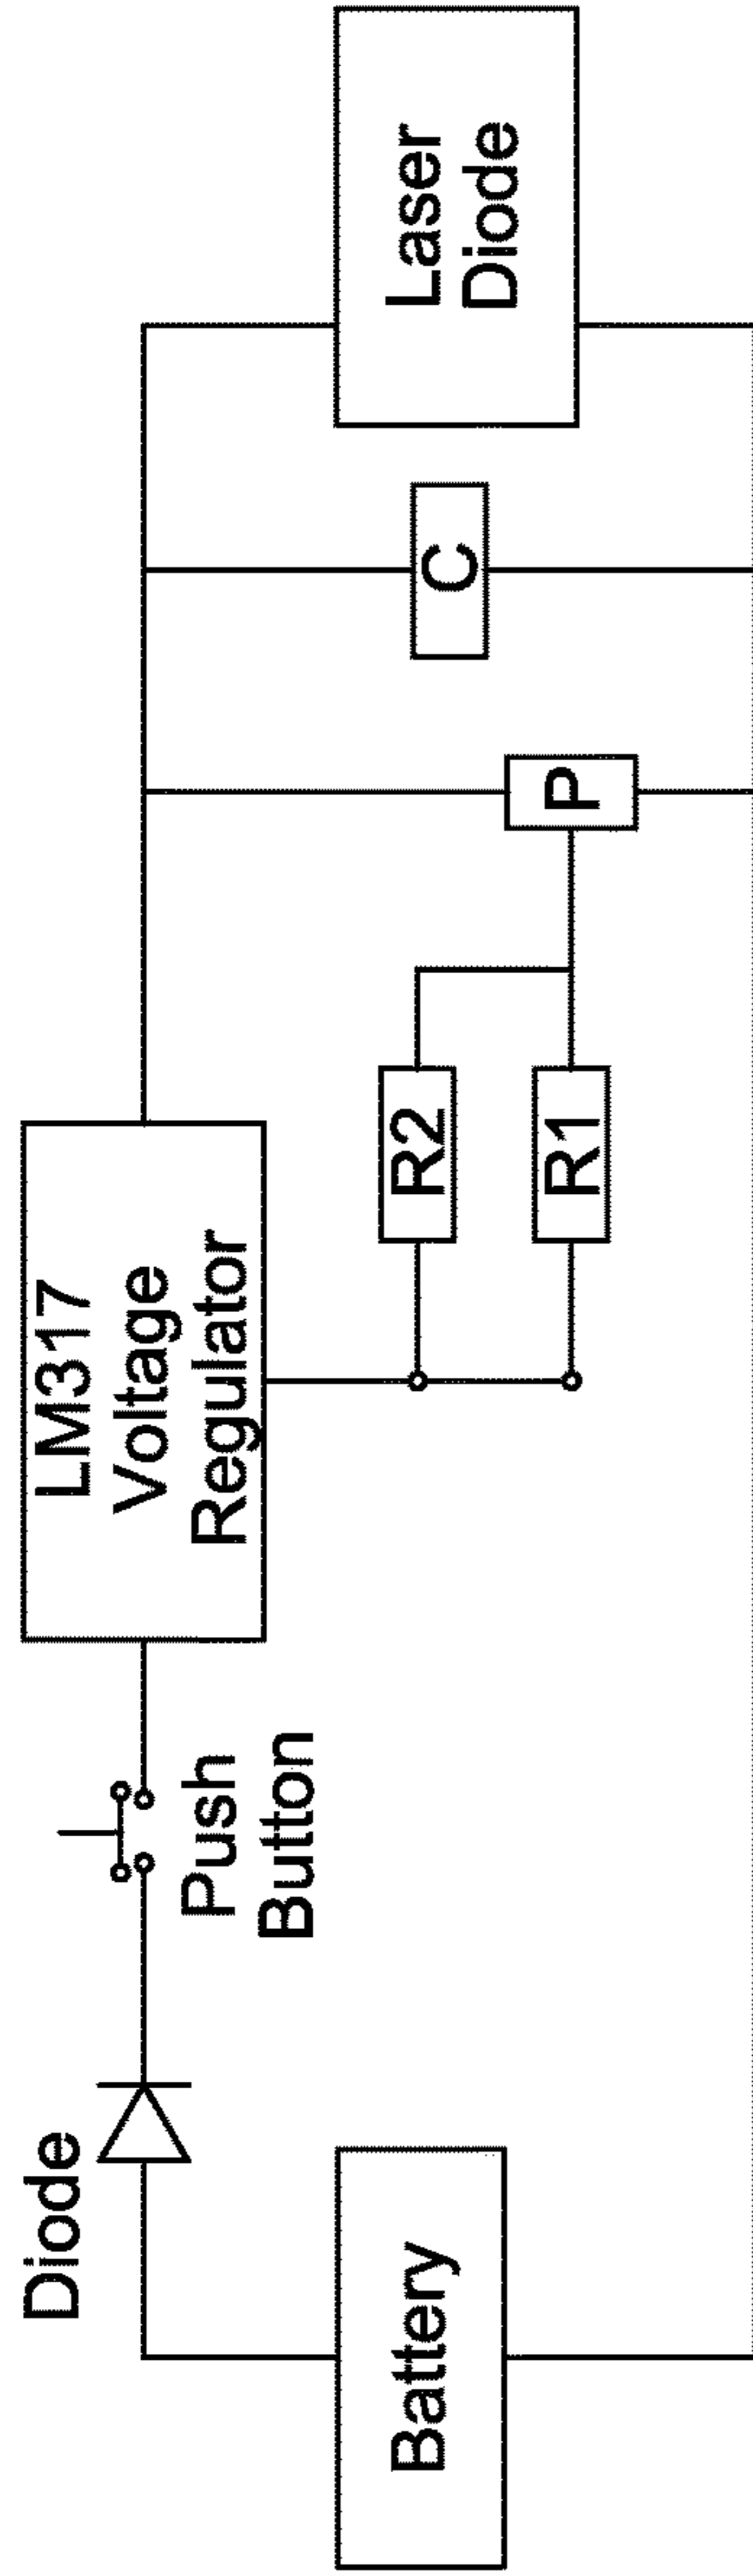 Diode
Battery
Push
Button
LM317
Voltage
Regulator
R2
R1
P
C
Laser
Diode